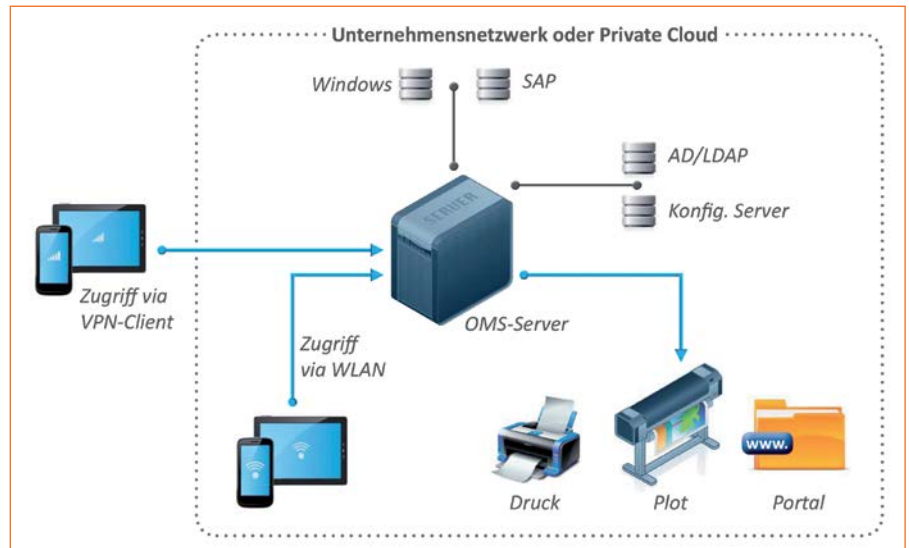 Unternehmensnetzwerk oder Private Cloud
Windows
SAP
AD/LDAP
Konfig. Server
SERVER
Zugriff via
VPN-Client
OMS-Server
Zugriff
via WLAN
www.
Druck
Plot
Portal